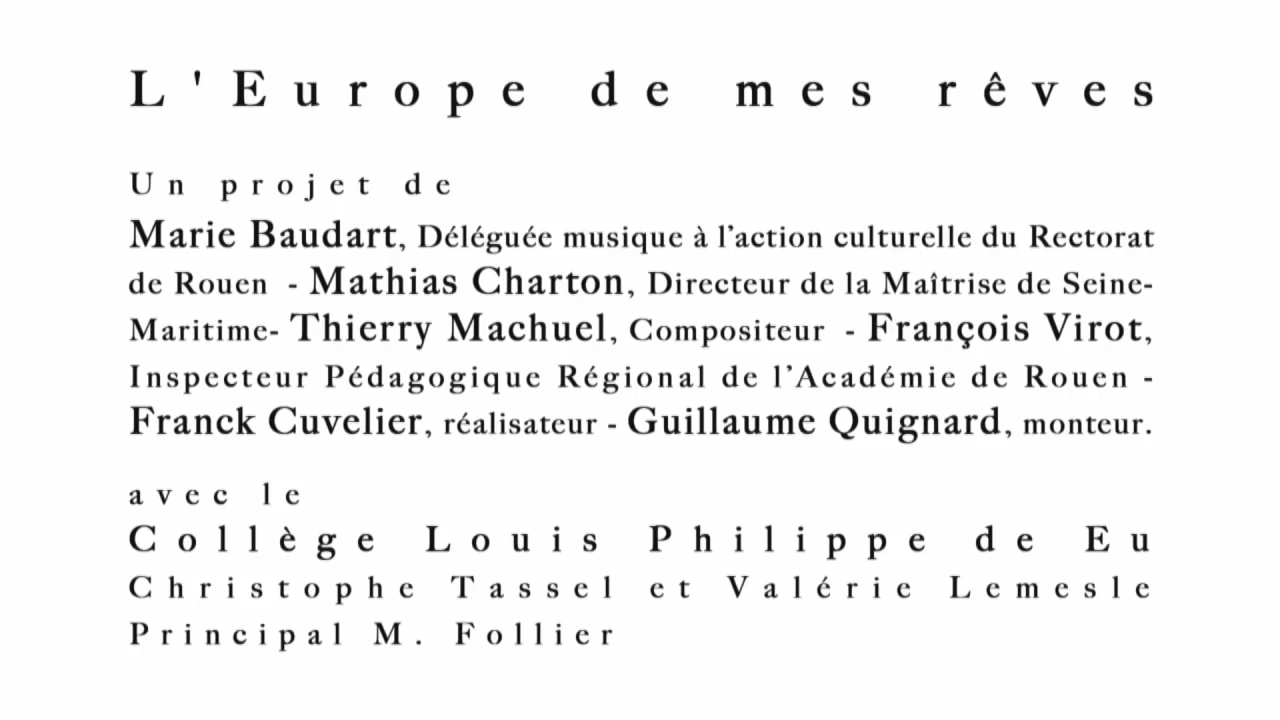 L'Europe de mes rêves
Un projet de
Marie Baudart, Déléguée musique à l’action culturelle du Rectorat
de Rouen - Mathias Charton, Directeur de la Maîtrise de Seine-
Maritime- Thierry Machuel, Compositeur - François Virot,
Inspecteur Pédagogique Régional de l’Académie de Rouen -
Franck Cuvelier, réalisateur - Guillaume Quignard, monteur.
avec le
Collège Louis Philippe de Eu
Christophe Tassel et Valérie Lemesle
Principal M. Follier